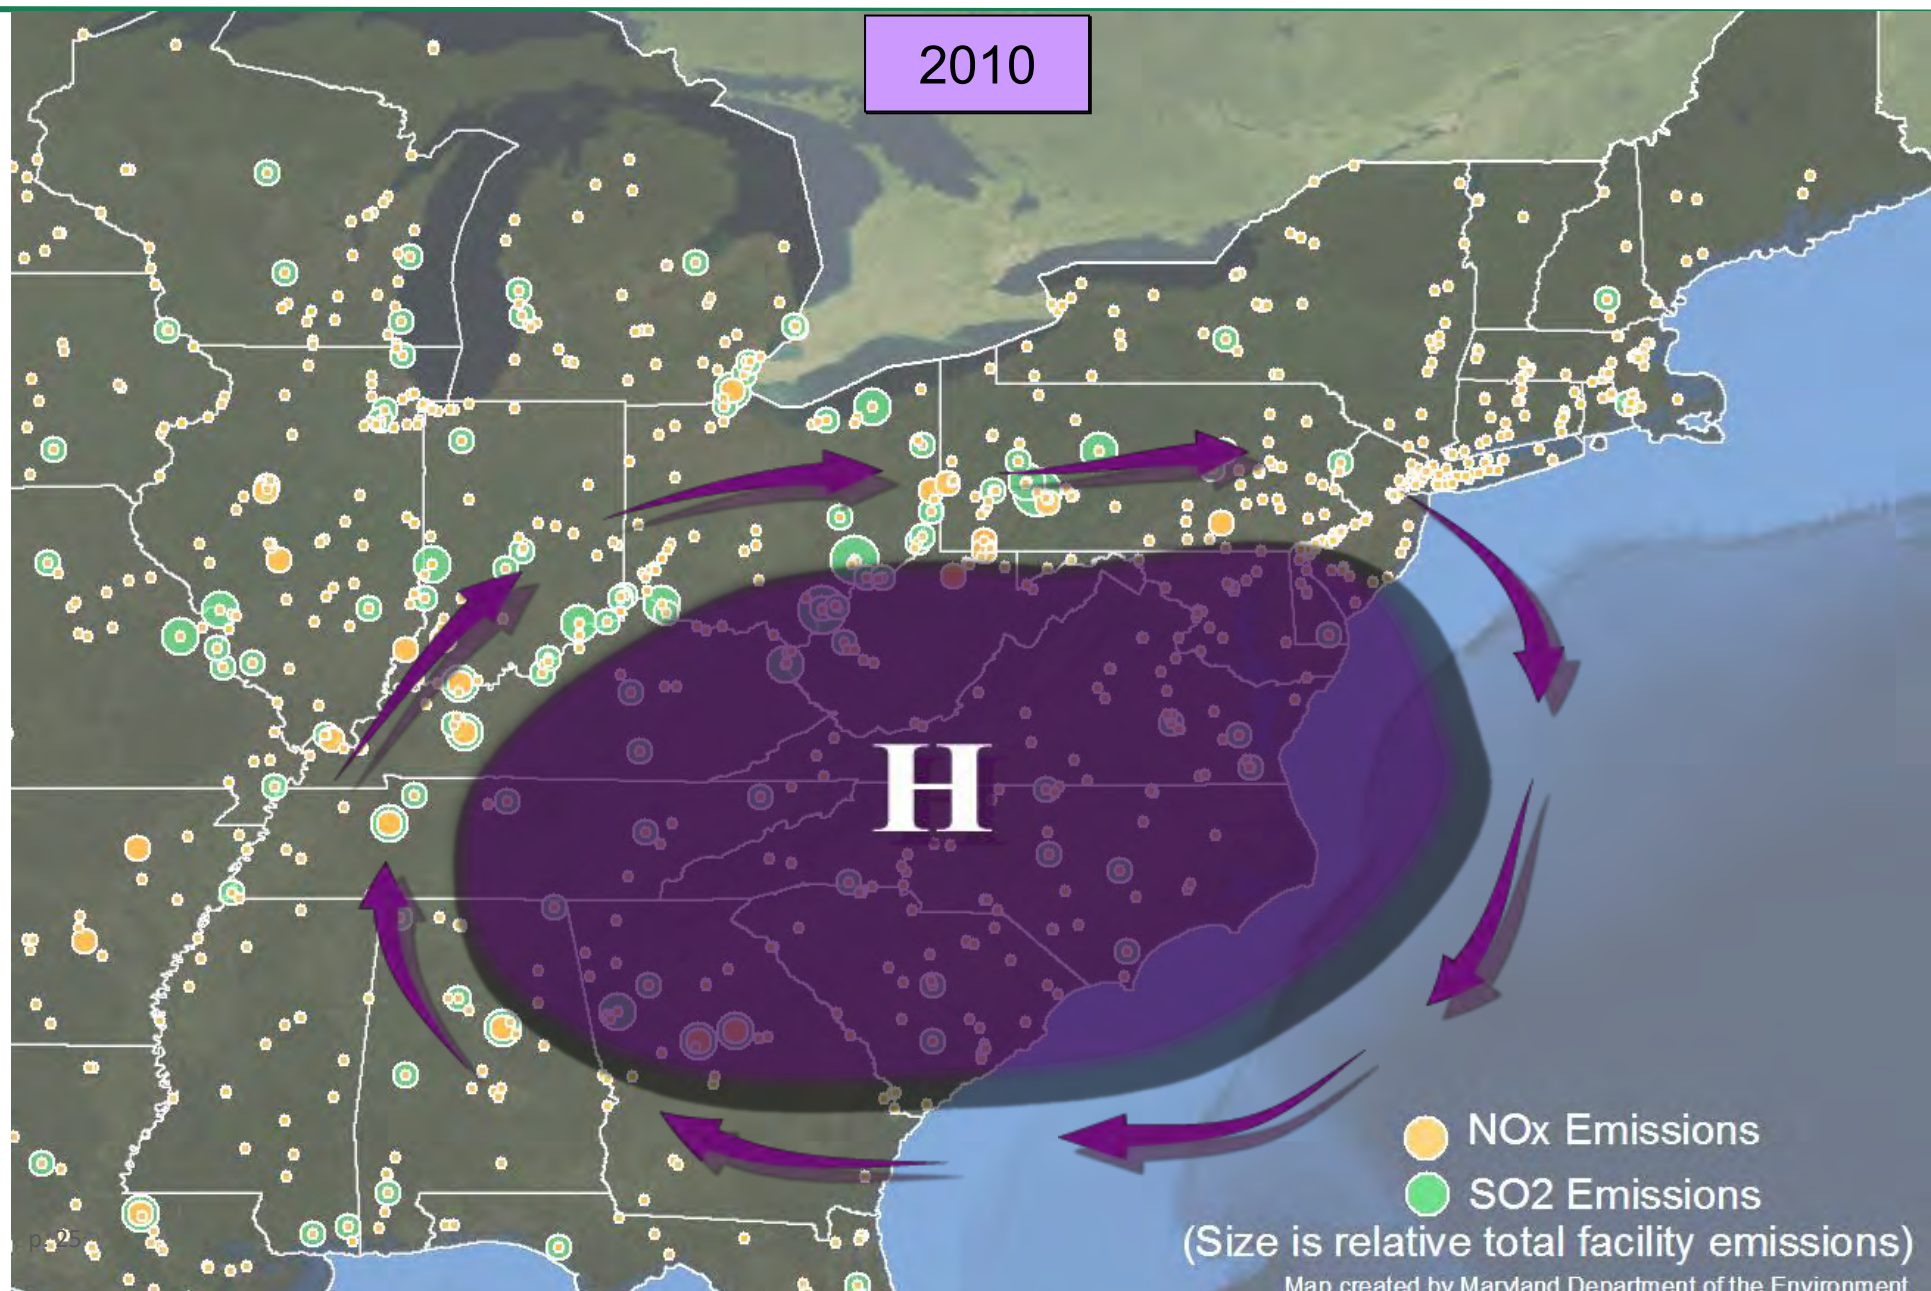 2010
H
NOx Emissions
SO2 Emissions
(Size is relative total facility emissions)
p. 25
Map created by Maryland Department of the Environment